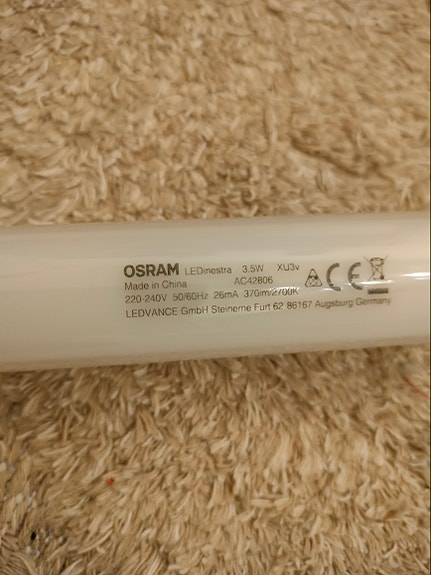 OSRAM LEDinestra 3.5W XU3v
Made in China AC42806
220-240V 50/60Hz 26mA 370lm/2700K
LEDVANCE GmbH Steinerne Furt 62 86167 Augsburg Germany
CE